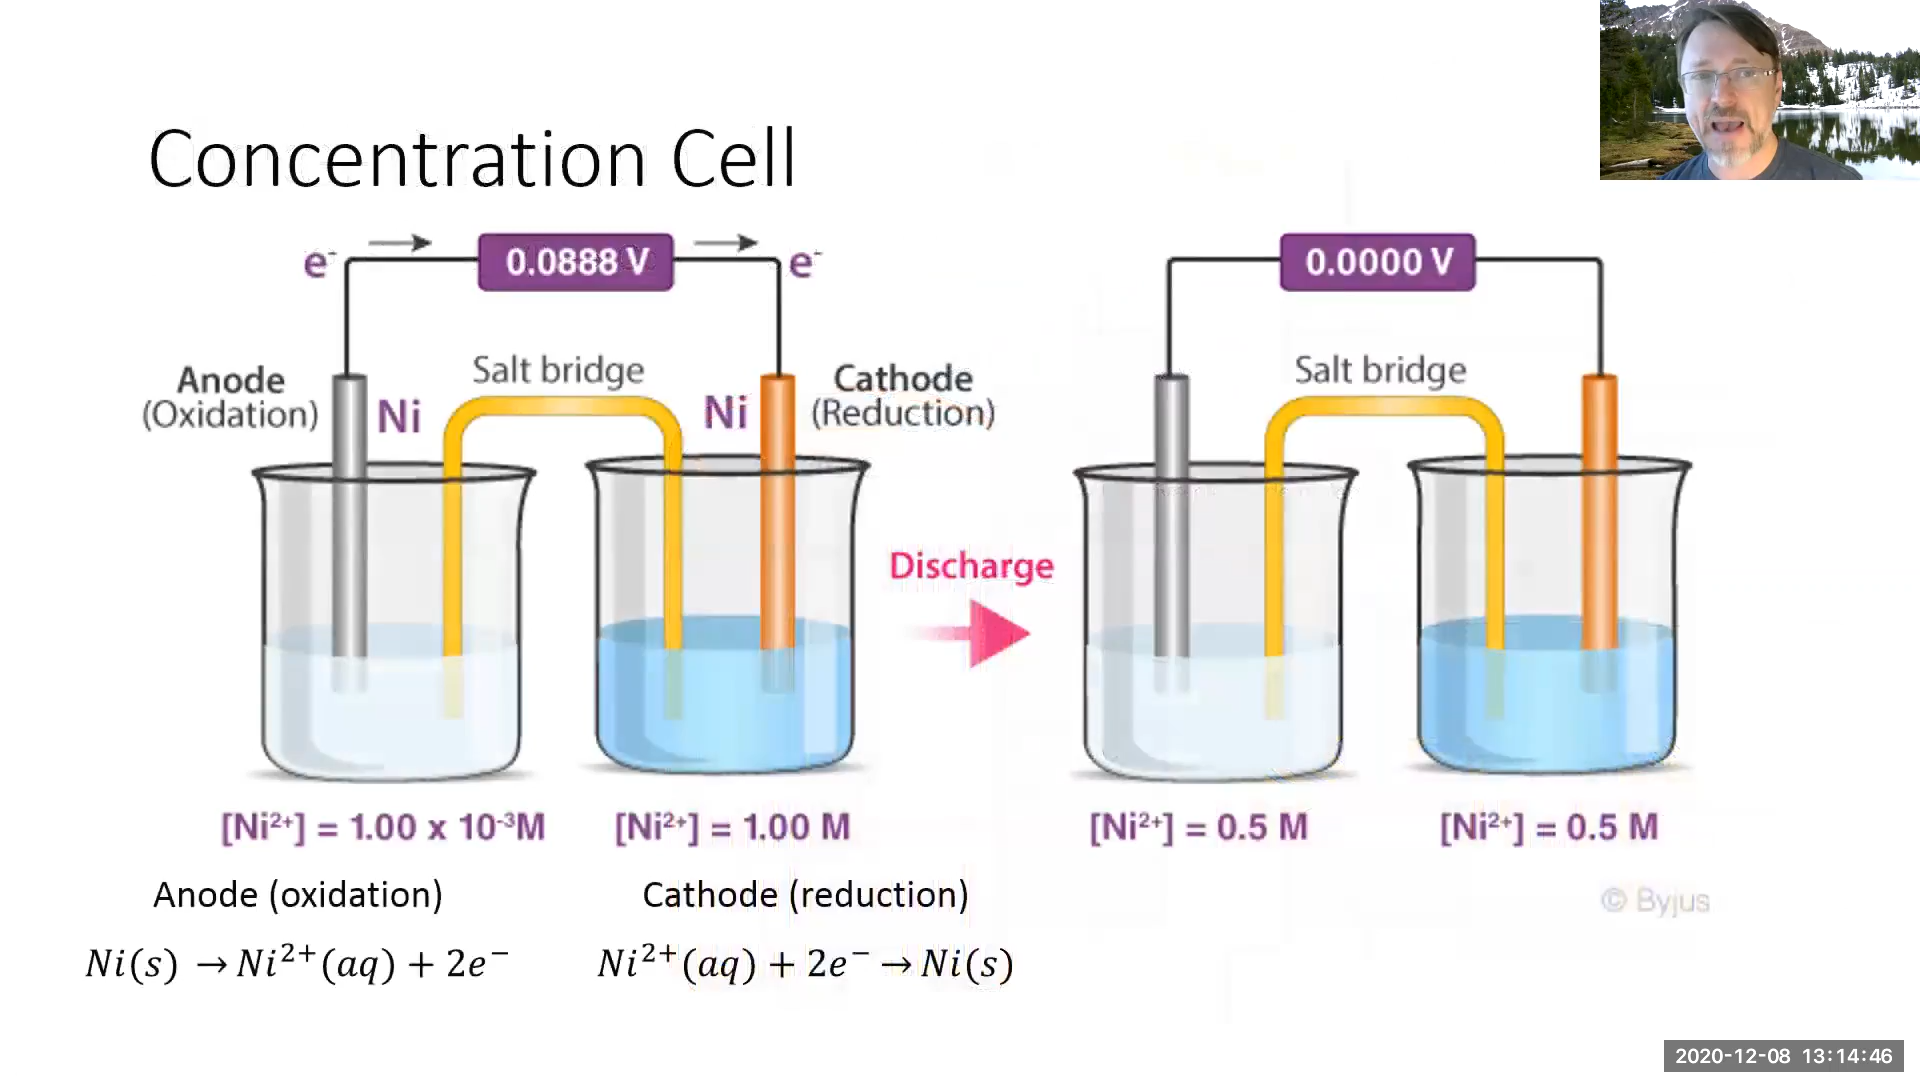 Concentration Cell
e⁻ 0.0888 V e⁻
0.0000 V
Anode
(Oxidation)
Ni
Salt bridge
Ni
Cathode
(Reduction)
Salt bridge
Discharge
[Ni²⁺] = 1.00 x 10⁻³M
[Ni²⁺] = 1.00 M
[Ni²⁺] = 0.5 M
[Ni²⁺] = 0.5 M
Anode (oxidation)
Cathode (reduction)
© Byjus
Ni(s) → Ni²⁺(aq) + 2e⁻
Ni²⁺(aq) + 2e⁻ → Ni(s)
2020-12-08 13:14:46